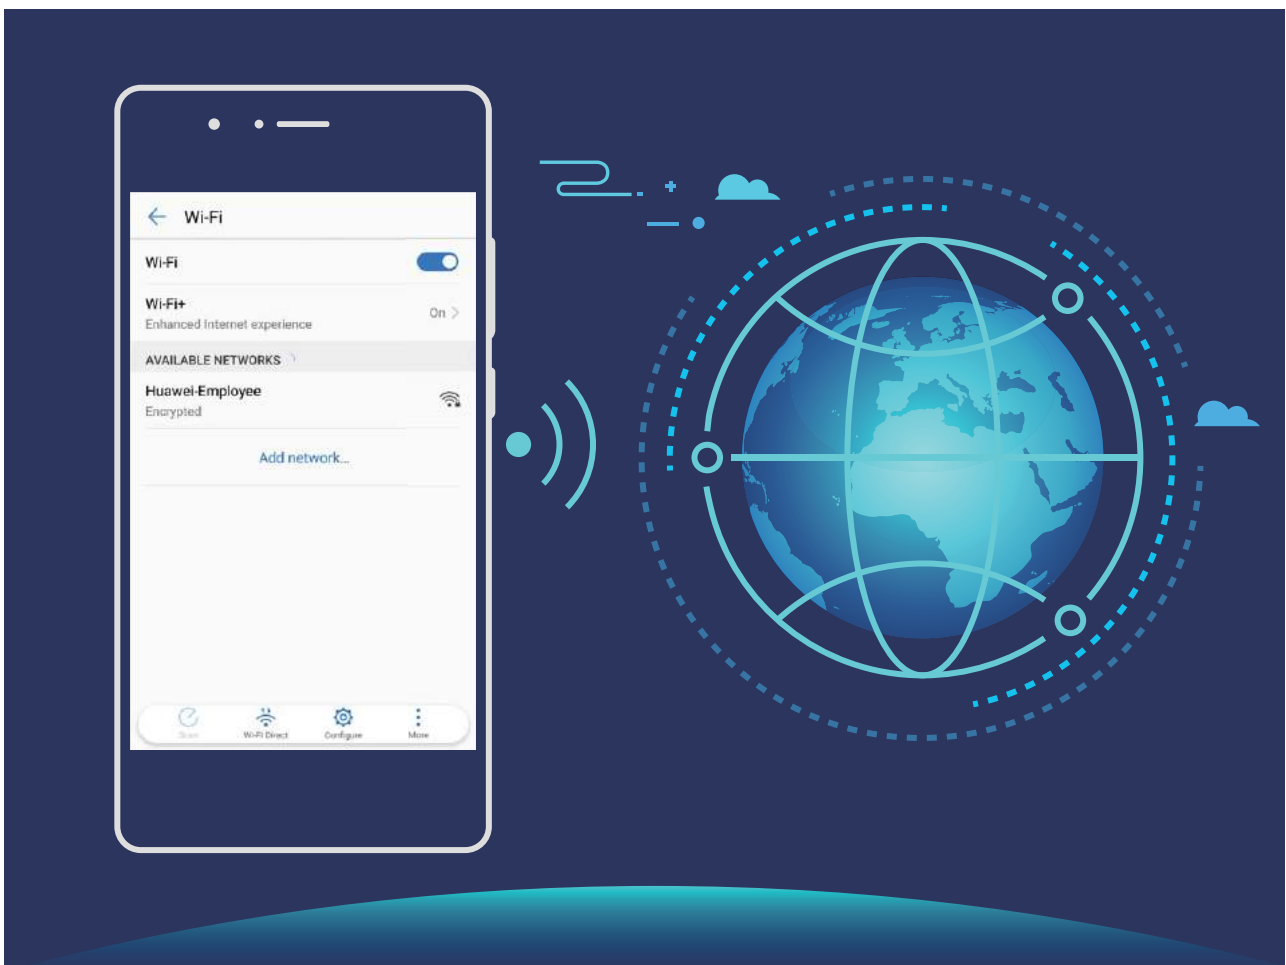 Wi-Fi
Wi-Fi
Wi-Fi+
On
Enhanced Internet experience
AVAILABLE NETWORKS
Huawei-Employee
Encrypted
Add network...
Scan
Wi-Fi Direct
Configure
More